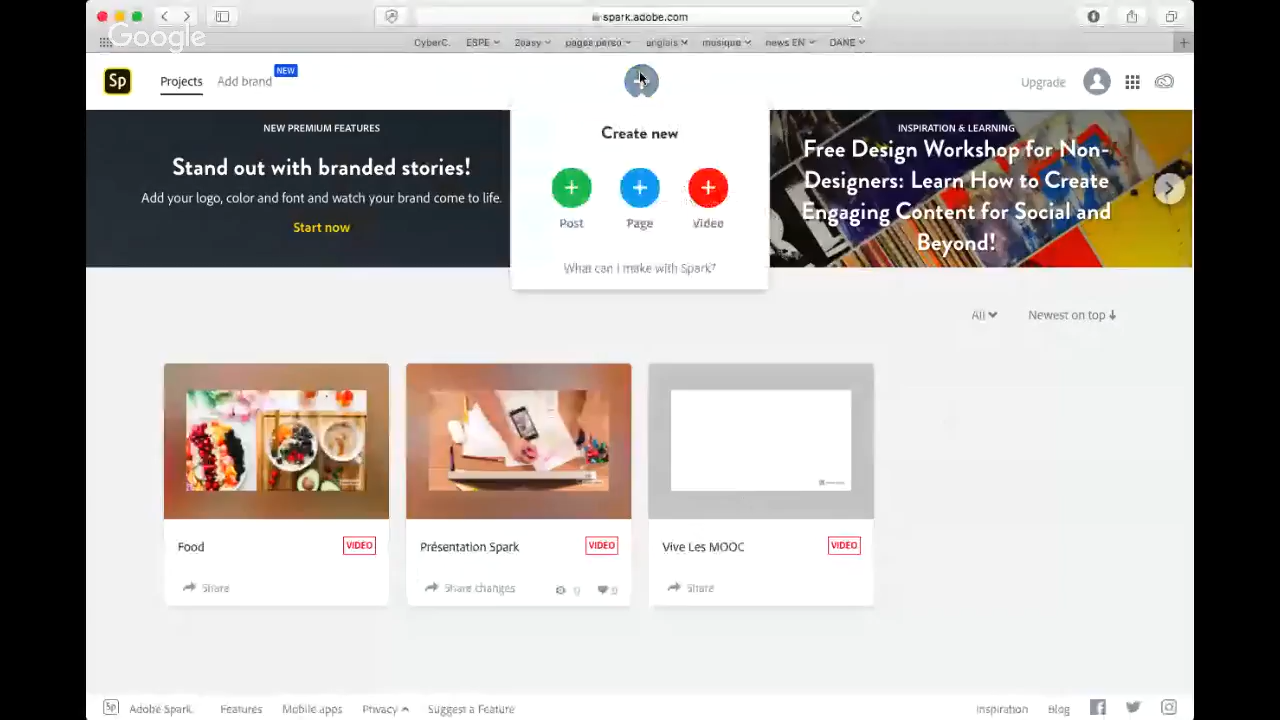 spark.adobe.com
Google
CyberC. ESPE 2easy pages perso anglais musique news EN DANE
Sp Projects Add brand NEW
Upgrade
NEW PREMIUM FEATURES
Stand out with branded stories!
Add your logo, color and font and watch your brand come to life.
Start now
Create new
Post Page Video
What can I make with Spark?
INSPIRATION & LEARNING
Free Design Workshop for Non-
Designers: Learn How to Create
Engaging Content for Social and
Beyond!
All Newest on top
Food VIDEO
Share
Présentation Spark VIDEO
Share changes 0 0
Vive Les MOOC VIDEO
Share
Sp Adobe Spark Features Mobile apps Privacy Suggest a Feature
Inspiration Blog